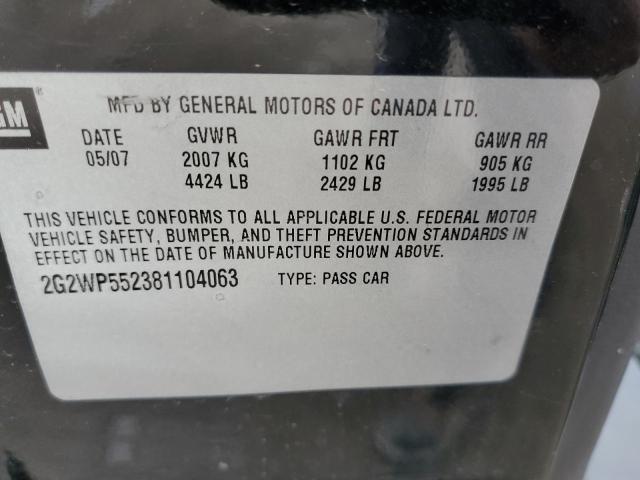 GM
®
MFD BY GENERAL MOTORS OF CANADA LTD.
DATE GVWR GAWR FRT GAWR RR
05/07 2007 KG 1102 KG 905 KG
4424 LB 2429 LB 1995 LB
THIS VEHICLE CONFORMS TO ALL APPLICABLE U.S. FEDERAL MOTOR
VEHICLE SAFETY, BUMPER, AND THEFT PREVENTION STANDARDS IN
EFFECT ON THE DATE OF MANUFACTURE SHOWN ABOVE.
2G2WP552381104063 TYPE: PASS CAR